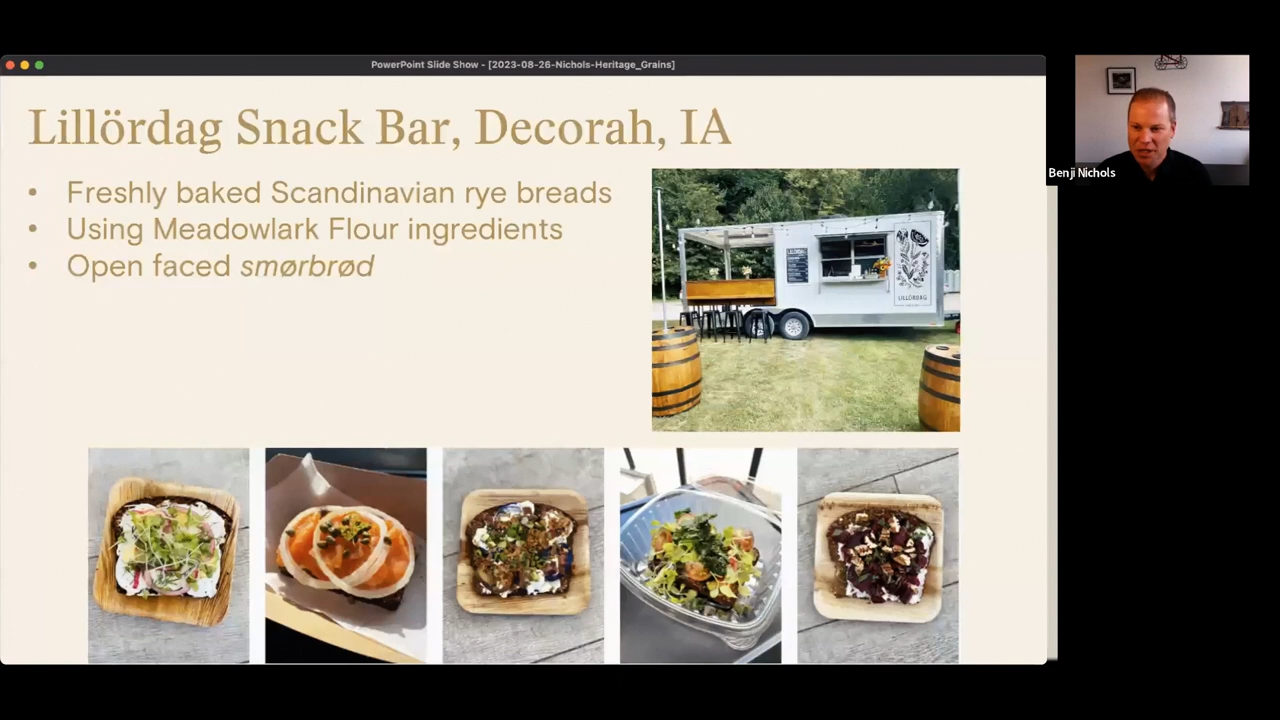 PowerPoint Slide Show - [2023-08-26-Nichols-Heritage_Grains]
Lillördag Snack Bar, Decorah, IA
• Freshly baked Scandinavian rye breads
• Using Meadowlark Flour ingredients
• Open faced smørbrød
LILLÖRDAG
Benji Nichols